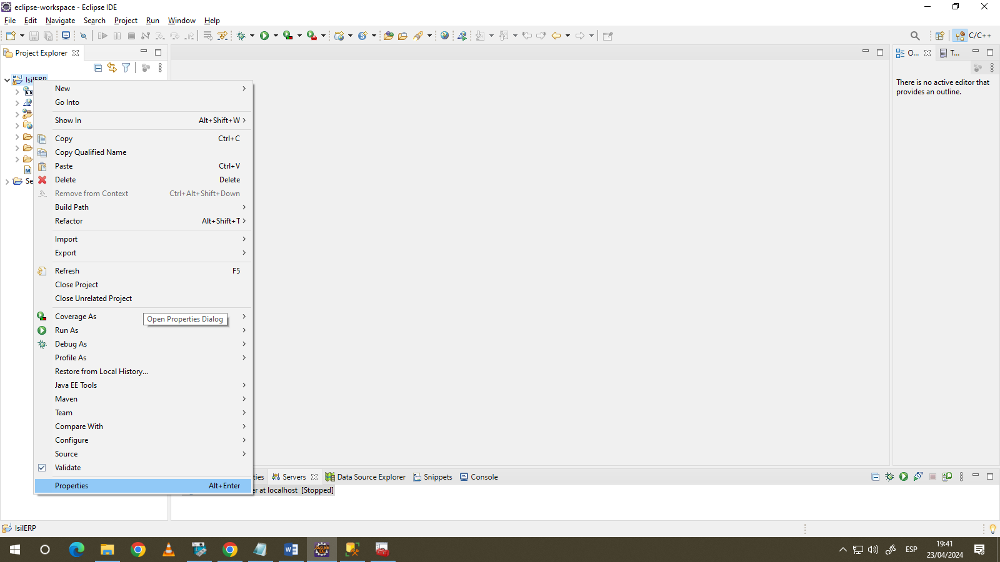 eclipse-workspace - Eclipse IDE
File Edit Navigate Search Project Run Window Help
C/C++
Project Explorer
O...
T...
There is no active editor that
provides an outline.
IsilERP
4.0
Se
New
Go Into
Show In Alt+Shift+W
Copy Ctrl+C
Copy Qualified Name
Paste Ctrl+V
Delete Delete
Remove from Context Ctrl+Alt+Shift+Down
Build Path
Refactor Alt+Shift+T
Import
Export
Refresh F5
Close Project
Close Unrelated Project
Coverage As
Open Properties Dialog
Run As
Debug As
Profile As
Restore from Local History...
Java EE Tools
Maven
Team
Compare With
Configure
Source
Validate
Properties Alt+Enter
ties Servers Data Source Explorer Snippets Console
er at localhost [Stopped]
IsilERP
ESP
19:41
23/04/2024